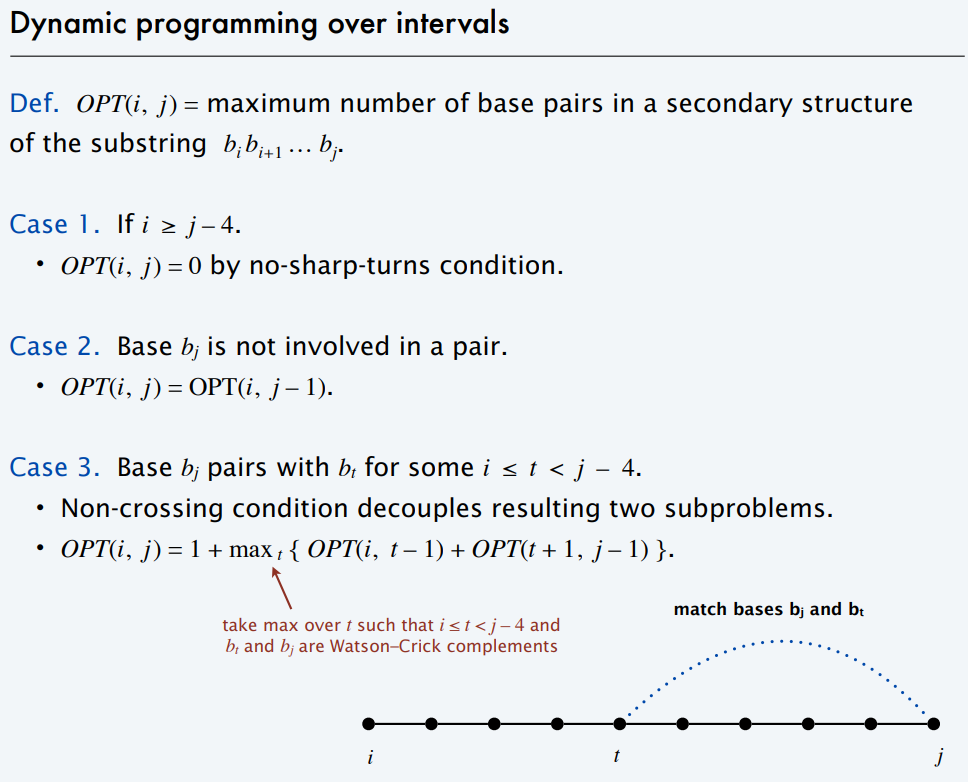 Dynamic programming over intervals
Def. OPT(i, j) = maximum number of base pairs in a secondary structure
of the substring b_i b_{i+1} … b_j.
Case 1. If i ≥ j – 4.
• OPT(i, j) = 0 by no-sharp-turns condition.
Case 2. Base b_j is not involved in a pair.
• OPT(i, j) = OPT(i, j – 1).
Case 3. Base b_j pairs with b_t for some i ≤ t < j – 4.
• Non-crossing condition decouples resulting two subproblems.
• OPT(i, j) = 1 + max_t { OPT(i, t – 1) + OPT(t + 1, j – 1) }.
take max over t such that i ≤ t < j – 4 and
b_t and b_j are Watson–Crick complements
match bases b_j and b_t
i t j